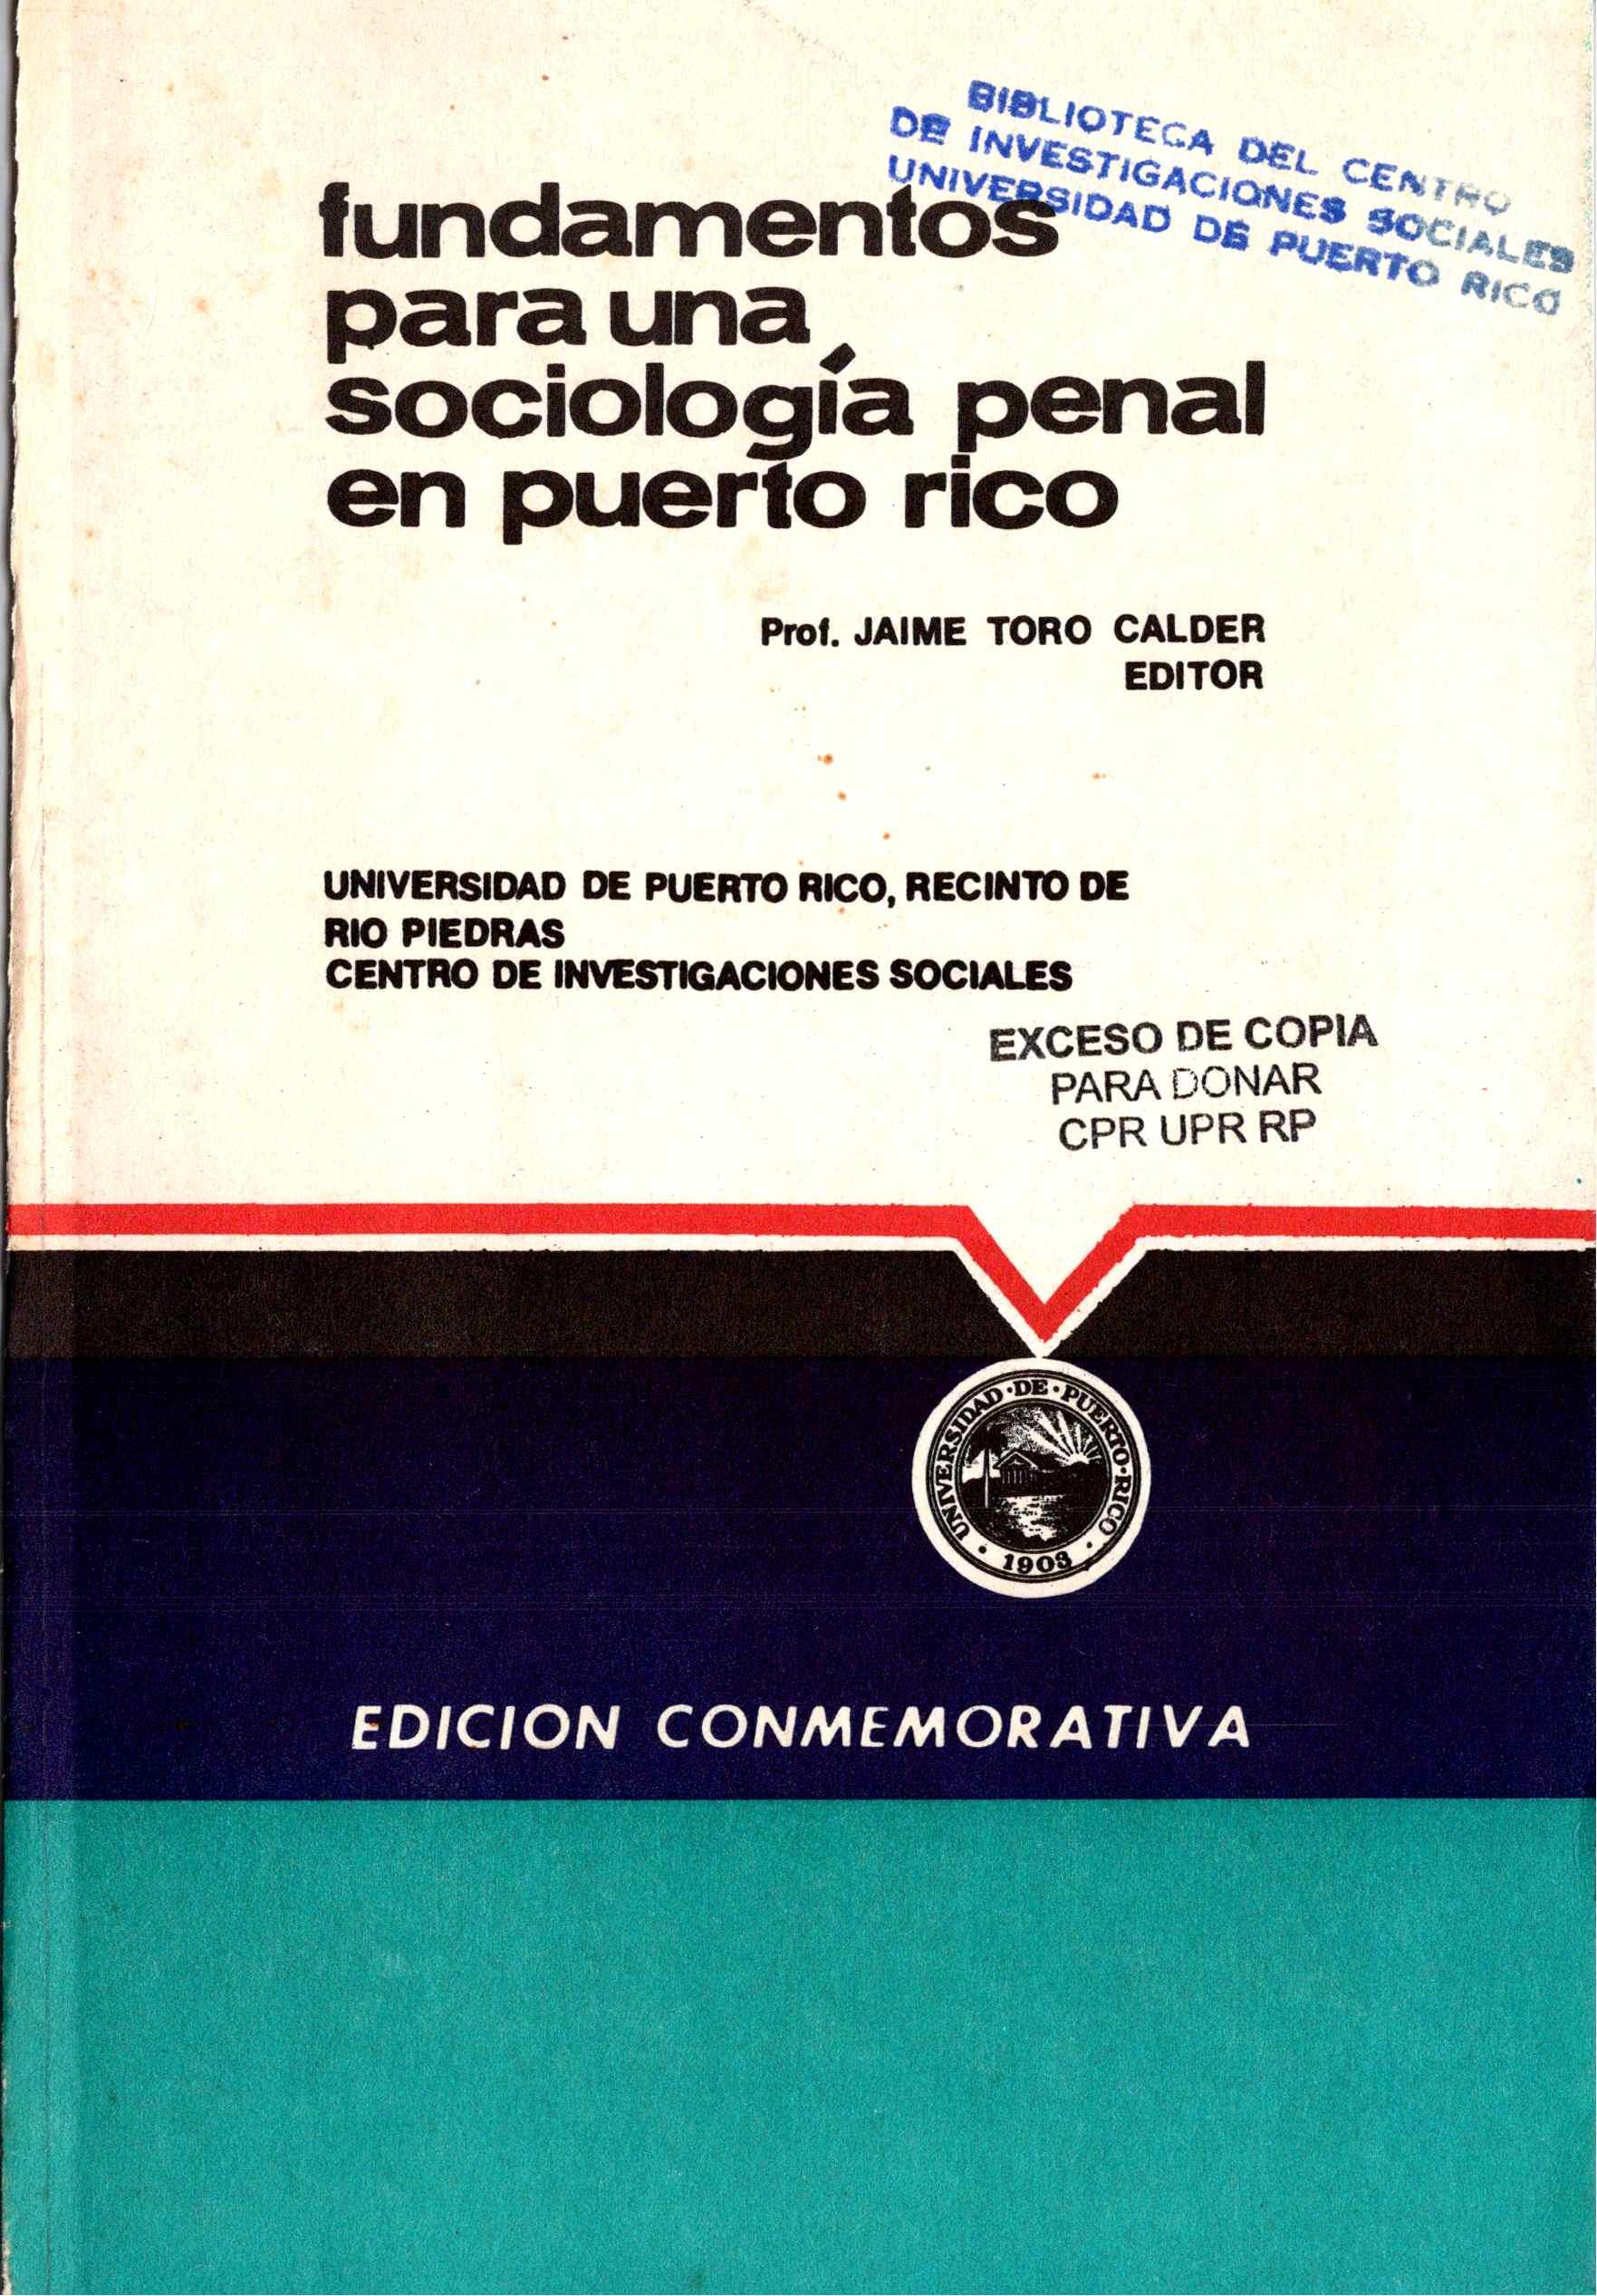 BIBLIOTECA DEL CENTRO
DE INVESTIGACIONES SOCIALES
UNIVERSIDAD DE PUERTO RICO
fundamentos
para una
sociología penal
en puerto rico
Prof. JAIME TORO CALDER
EDITOR
UNIVERSIDAD DE PUERTO RICO, RECINTO DE
RIO PIEDRAS
CENTRO DE INVESTIGACIONES SOCIALES
EXCESO DE COPIA
PARA DONAR
CPR UPR RP
UNIVERSIDAD·DE·PUERTO·RICO
· 1903 ·
EDICION CONMEMORATIVA